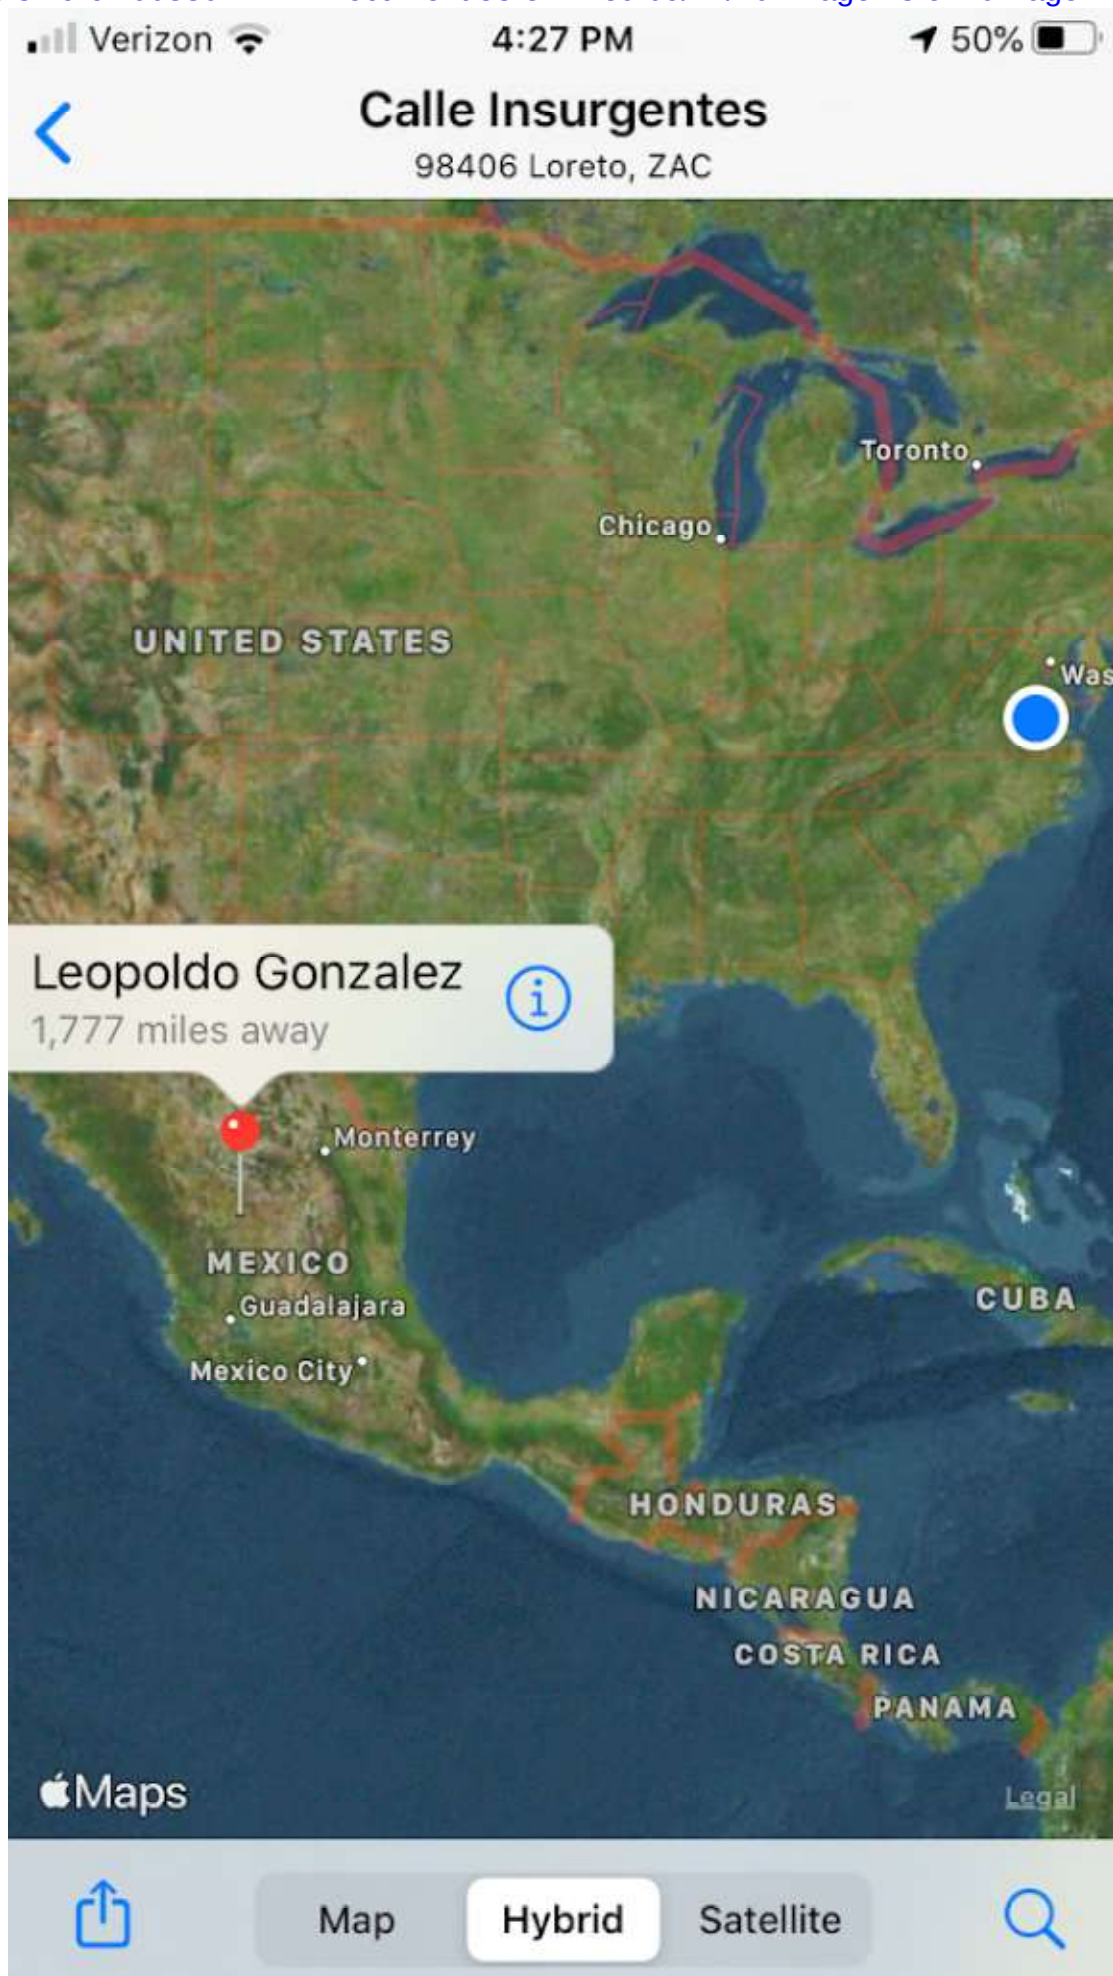 Verizon 4:27 PM 50%
Calle Insurgentes
98406 Loreto, ZAC
Toronto
Chicago
UNITED STATES
Was
Leopoldo Gonzalez
1,777 miles away
Monterrey
MEXICO
Guadalajara
CUBA
Mexico City
HONDURAS
NICARAGUA
COSTA RICA
PANAMA
Maps
Legal
Map Hybrid Satellite